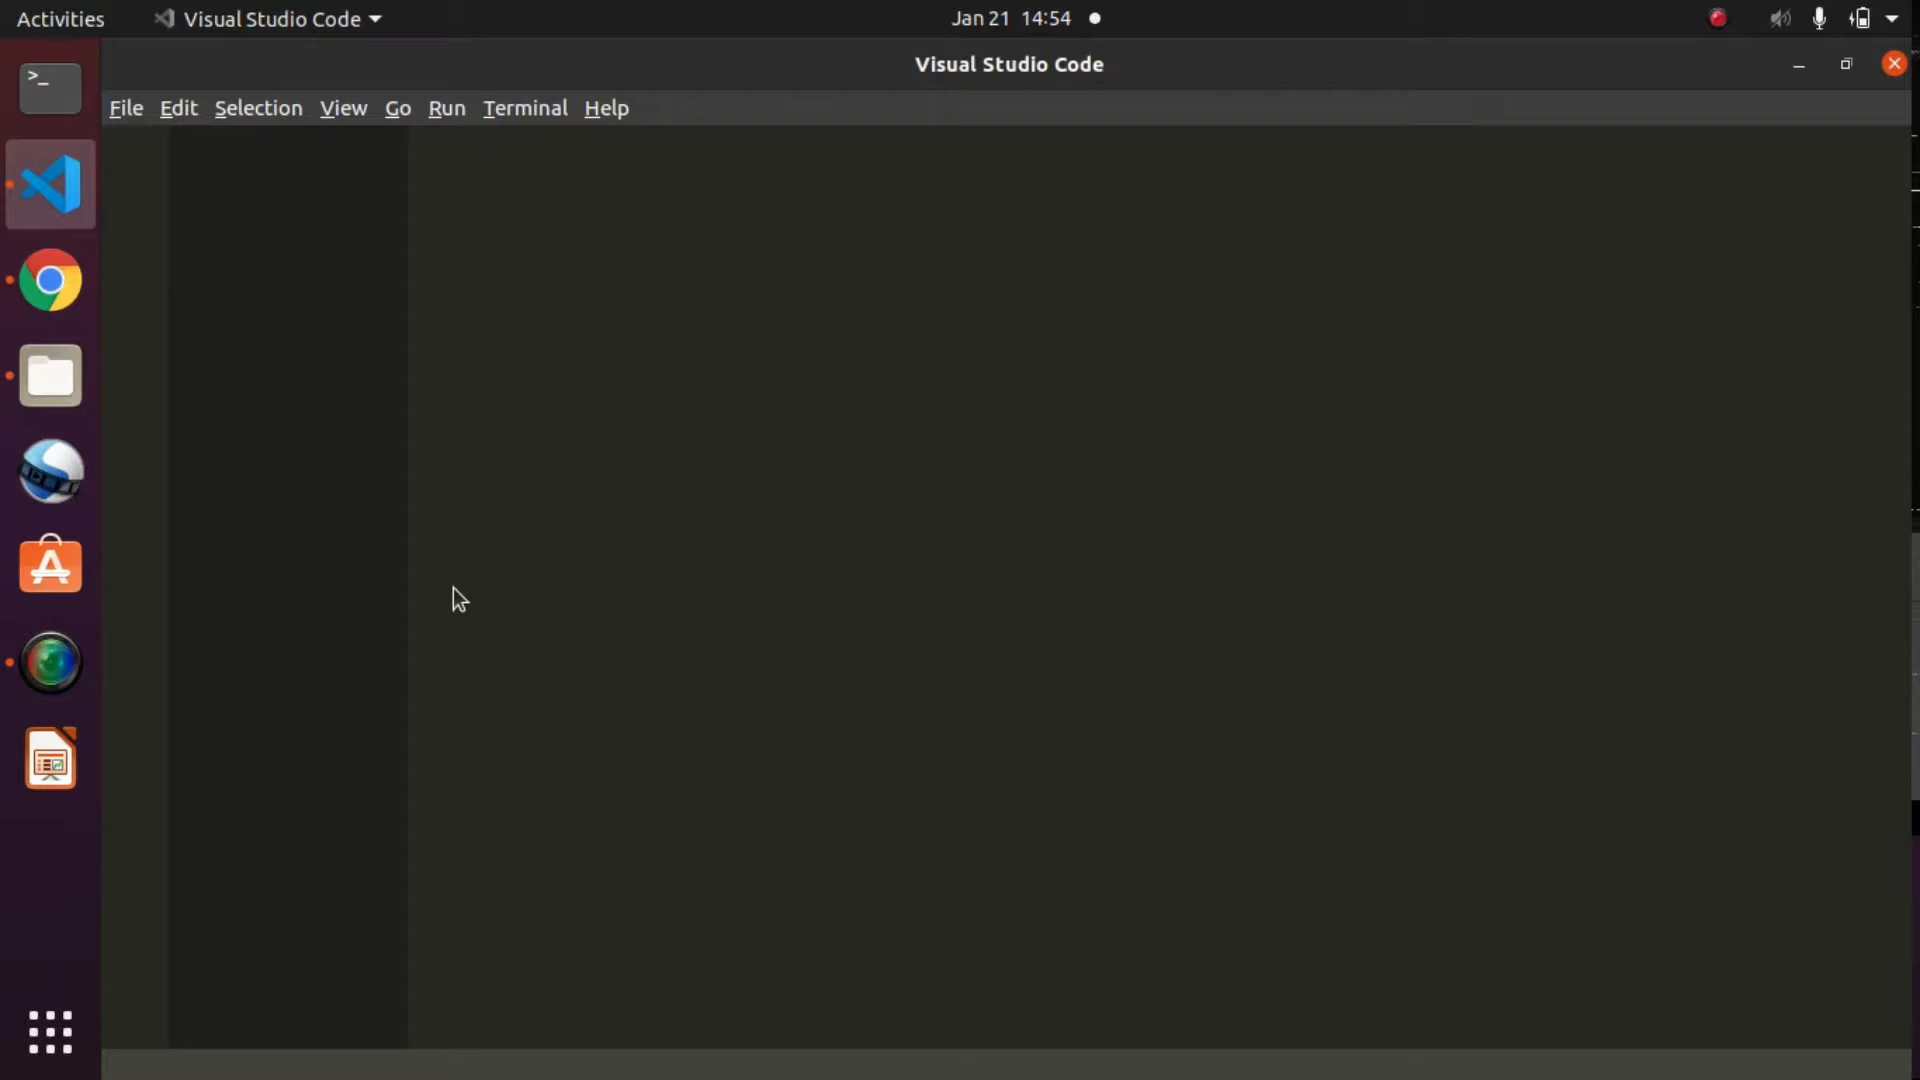 Activities
Visual Studio Code
Jan 21 14:54
>_
Visual Studio Code
File Edit Selection View Go Run Terminal Help